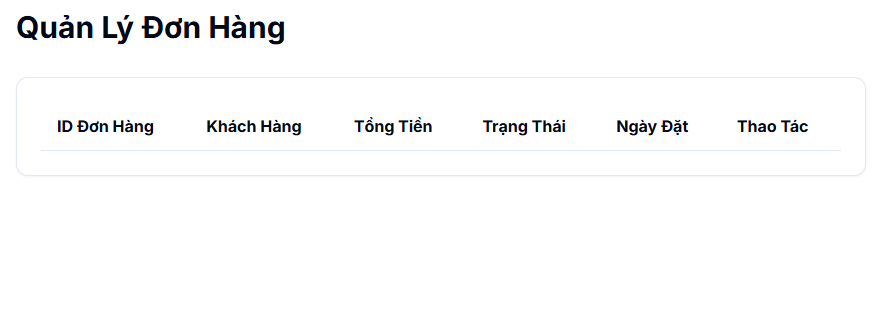 Quản Lý Đơn Hàng
ID Đơn Hàng Khách Hàng Tổng Tiền Trạng Thái Ngày Đặt Thao Tác